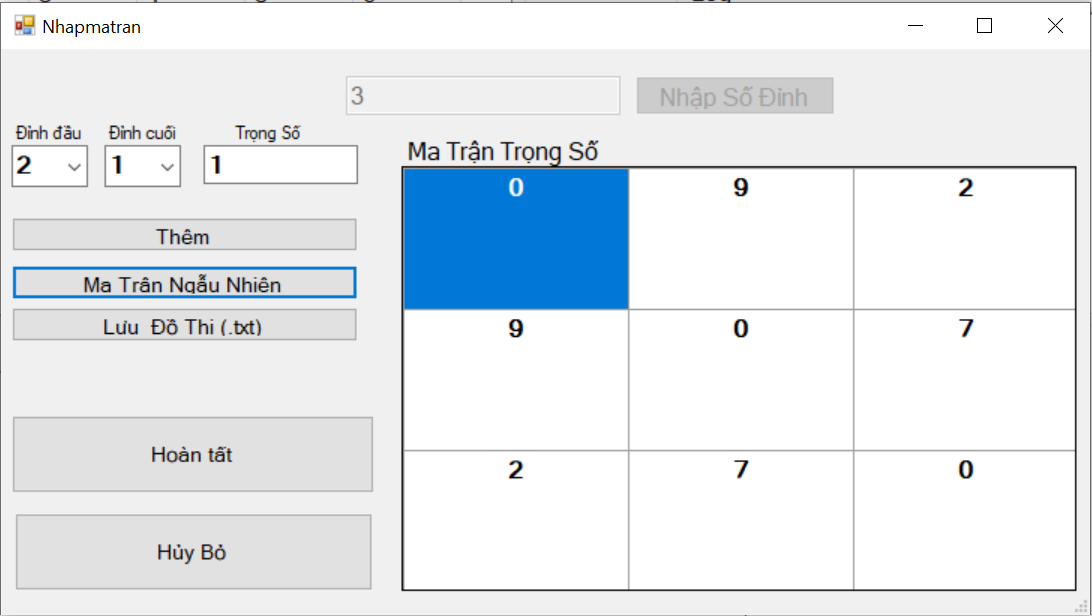 Nhapmatran
3
Nhập Số Đỉnh
Đỉnh đầu
Đỉnh cuối
Trọng Số
2
1
1
Thêm
Ma Trận Ngẫu Nhiên
Lưu Đồ Thi (.txt)
Hoàn tất
Hủy Bỏ
Ma Trận Trọng Số
0 9 2
9 0 7
2 7 0